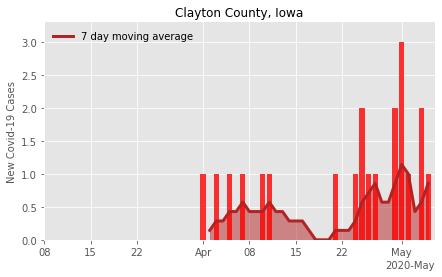 Clayton County, Iowa
7 day moving average
New Covid-19 Cases
3.0
2.5
2.0
1.5
1.0
0.5
0.0
08 15 22 Apr 08 15 22 May
2020-May